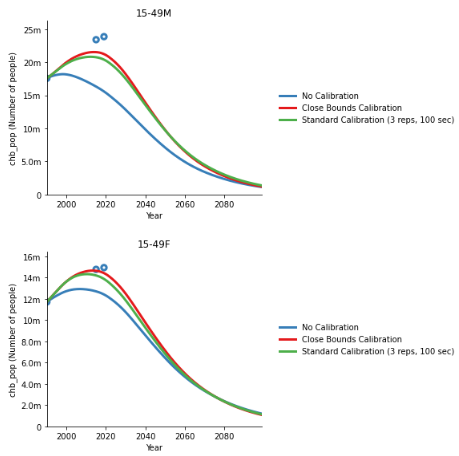 15-49M
chb_pop (Number of people)
25m
20m
15m
10m
5.0m
0
2000
2020
2040
2060
2080
Year
No Calibration
Close Bounds Calibration
Standard Calibration (3 reps, 100 sec)
15-49F
chb_pop (Number of people)
16m
14m
12m
10m
8.0m
6.0m
4.0m
2.0m
0
2000
2020
2040
2060
2080
Year
No Calibration
Close Bounds Calibration
Standard Calibration (3 reps, 100 sec)